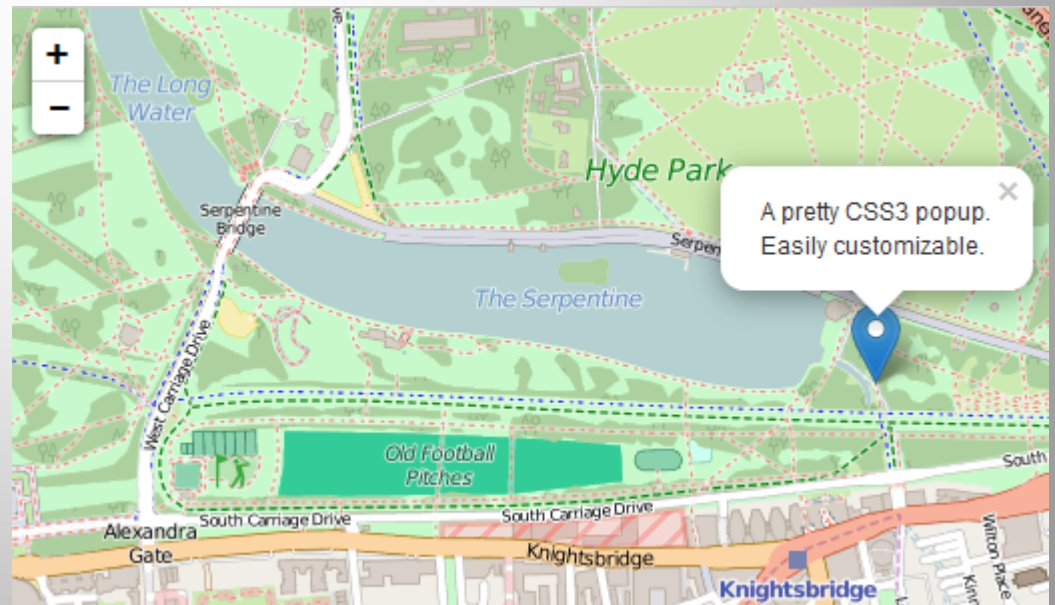 +
−
The Long
Water
Hyde Park
×
A pretty CSS3 popup.
Easily customizable.
Serpentine
Bridge
The Serpentine
West Carriage Drive
Old Football
Pitches
South
South Carriage Drive
South Carriage Drive
Alexandra
Gate
Knightsbridge
Knightsbridge
Wilton Place